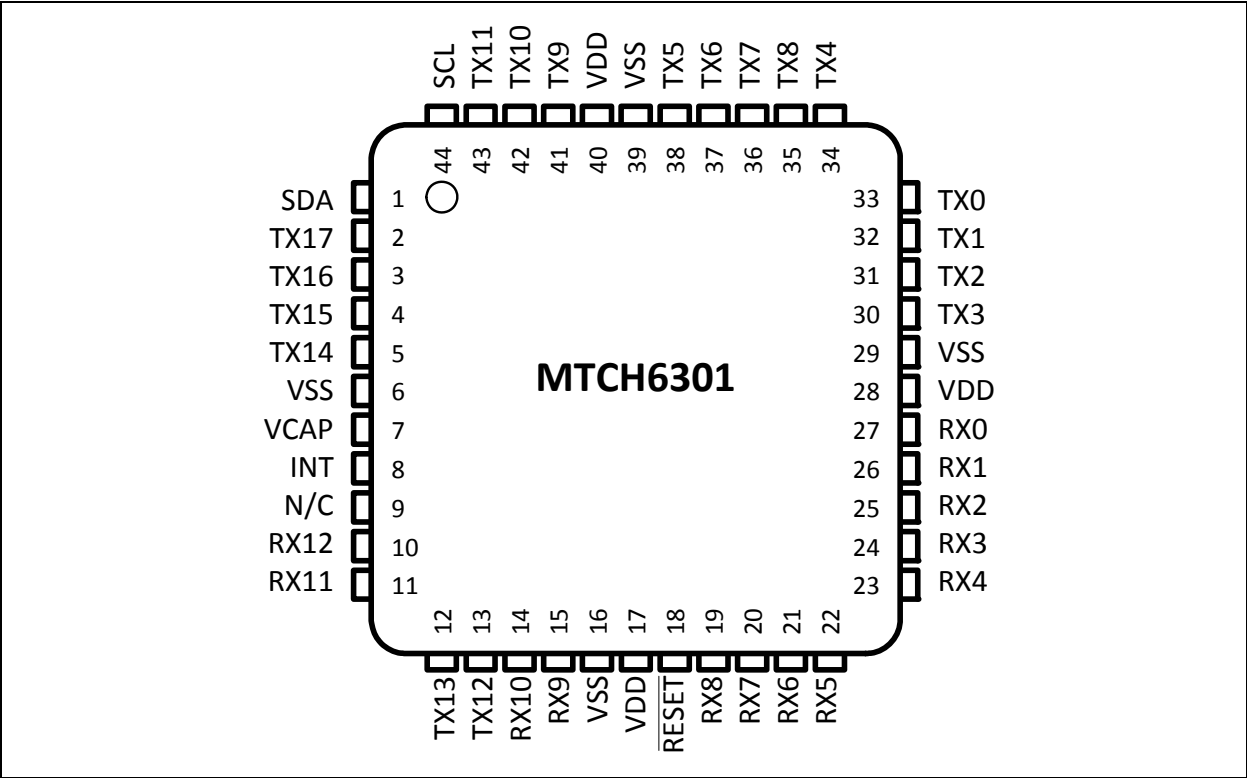 SCL TX11 TX10 TX9 VDD VSS TX5 TX6 TX7 TX8 TX4
44 43 42 41 40 39 38 37 36 35 34
SDA 1 33 TX0
TX17 2 32 TX1
TX16 3 31 TX2
TX15 4 30 TX3
TX14 5 29 VSS
MTCH6301
VSS 6 28 VDD
VCAP 7 27 RX0
INT 8 26 RX1
N/C 9 25 RX2
RX12 10 24 RX3
RX11 11 23 RX4
12 13 14 15 16 17 18 19 20 21 22
TX13 TX12 RX10 RX9 VSS VDD RESET RX8 RX7 RX6 RX5